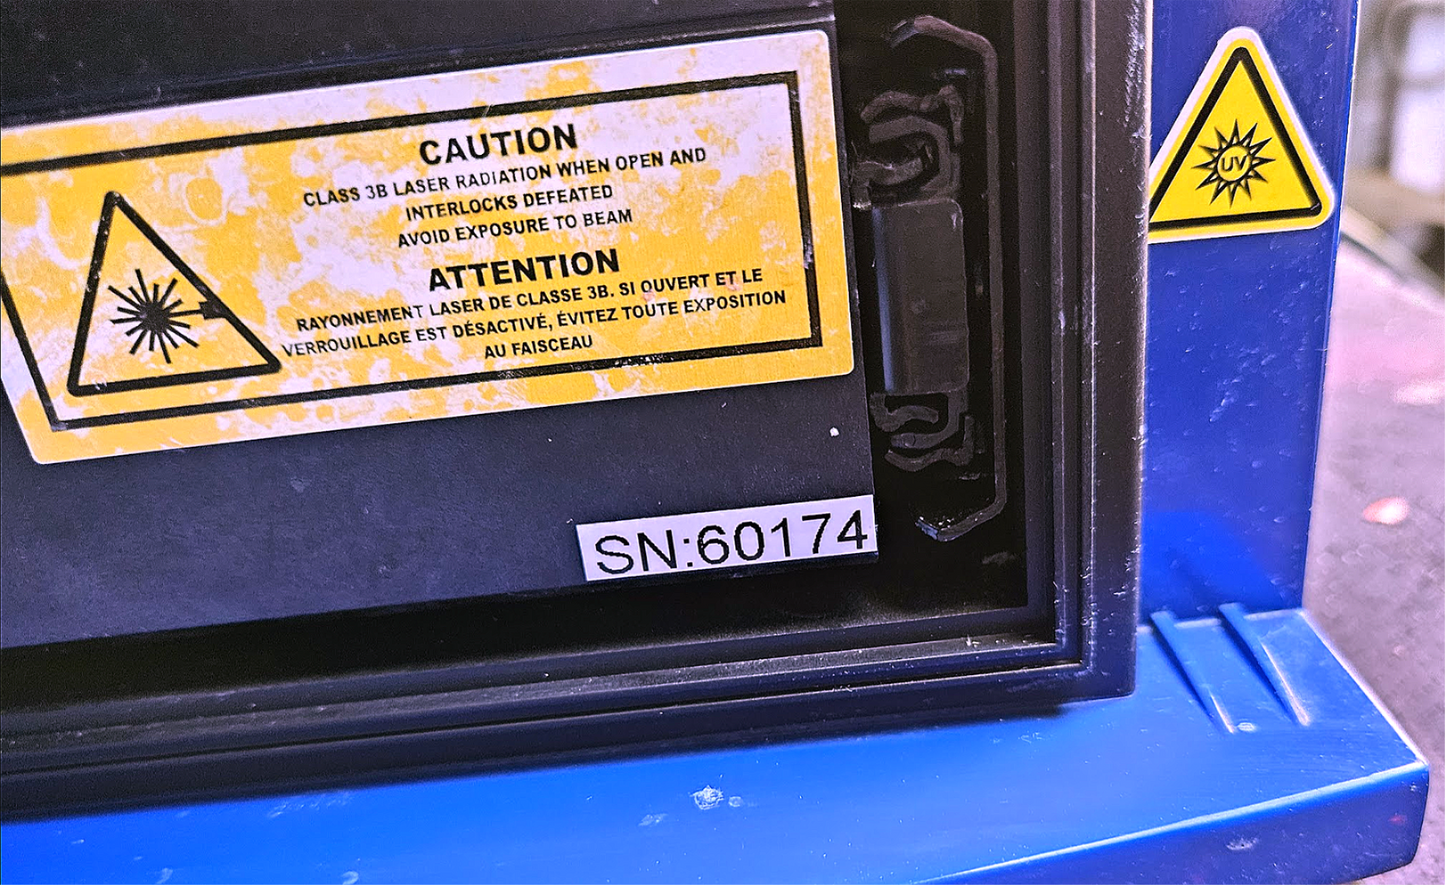 CAUTION
CLASS 3B LASER RADIATION WHEN OPEN AND
INTERLOCKS DEFEATED
AVOID EXPOSURE TO BEAM
ATTENTION
RAYONNEMENT LASER DE CLASSE 3B. SI OUVERT ET LE
VERROUILLAGE EST DÉSACTIVÉ, ÉVITEZ TOUTE EXPOSITION
AU FAISCEAU
SN:60174
UV